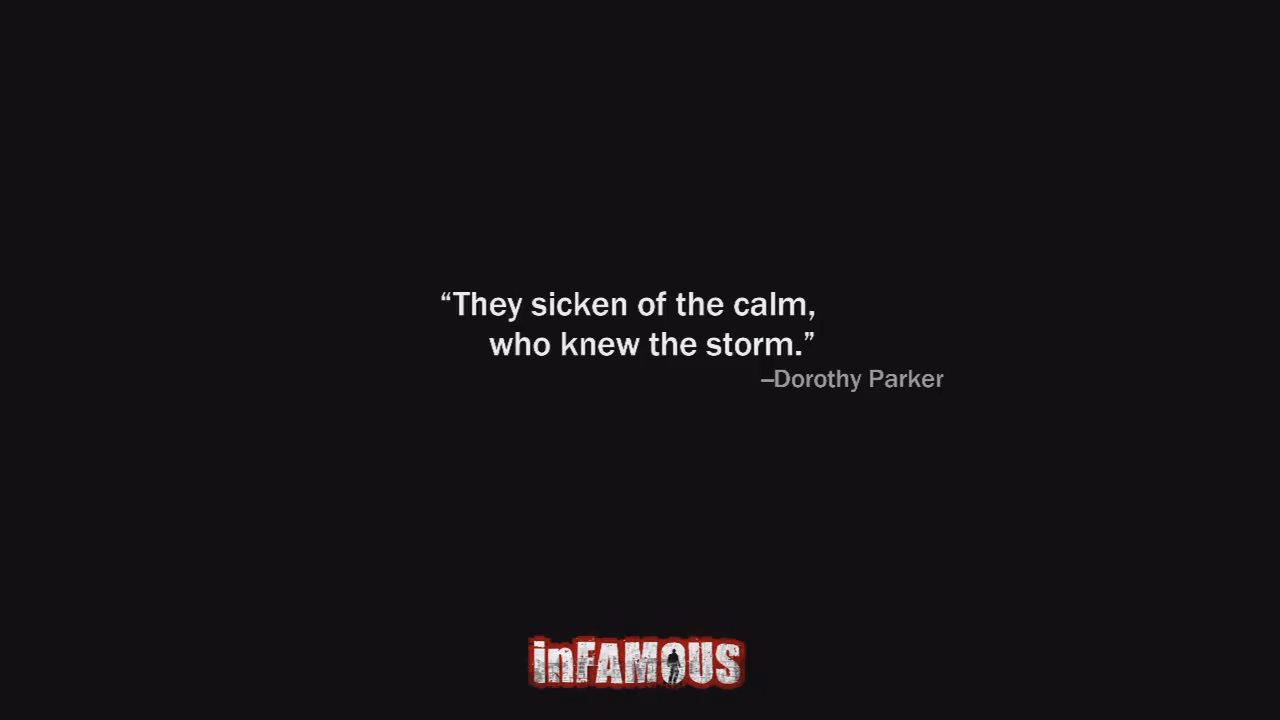 “They sicken of the calm,
who knew the storm.”
–Dorothy Parker
inFAMOUS